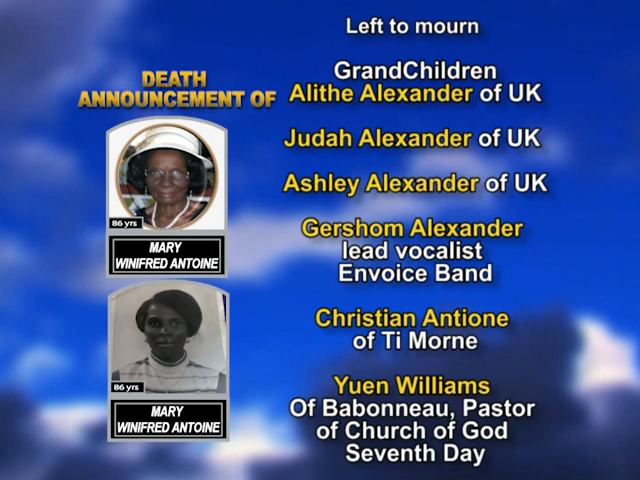 DEATH
ANNOUNCEMENT OF
86 yrs
MARY
WINIFRED ANTOINE
86 yrs
MARY
WINIFRED ANTOINE
Left to mourn
GrandChildren
Alithe Alexander of UK
Judah Alexander of UK
Ashley Alexander of UK
Gershom Alexander
lead vocalist
Envoice Band
Christian Antione
of Ti Morne
Yuen Williams
Of Babonneau, Pastor
of Church of God
Seventh Day